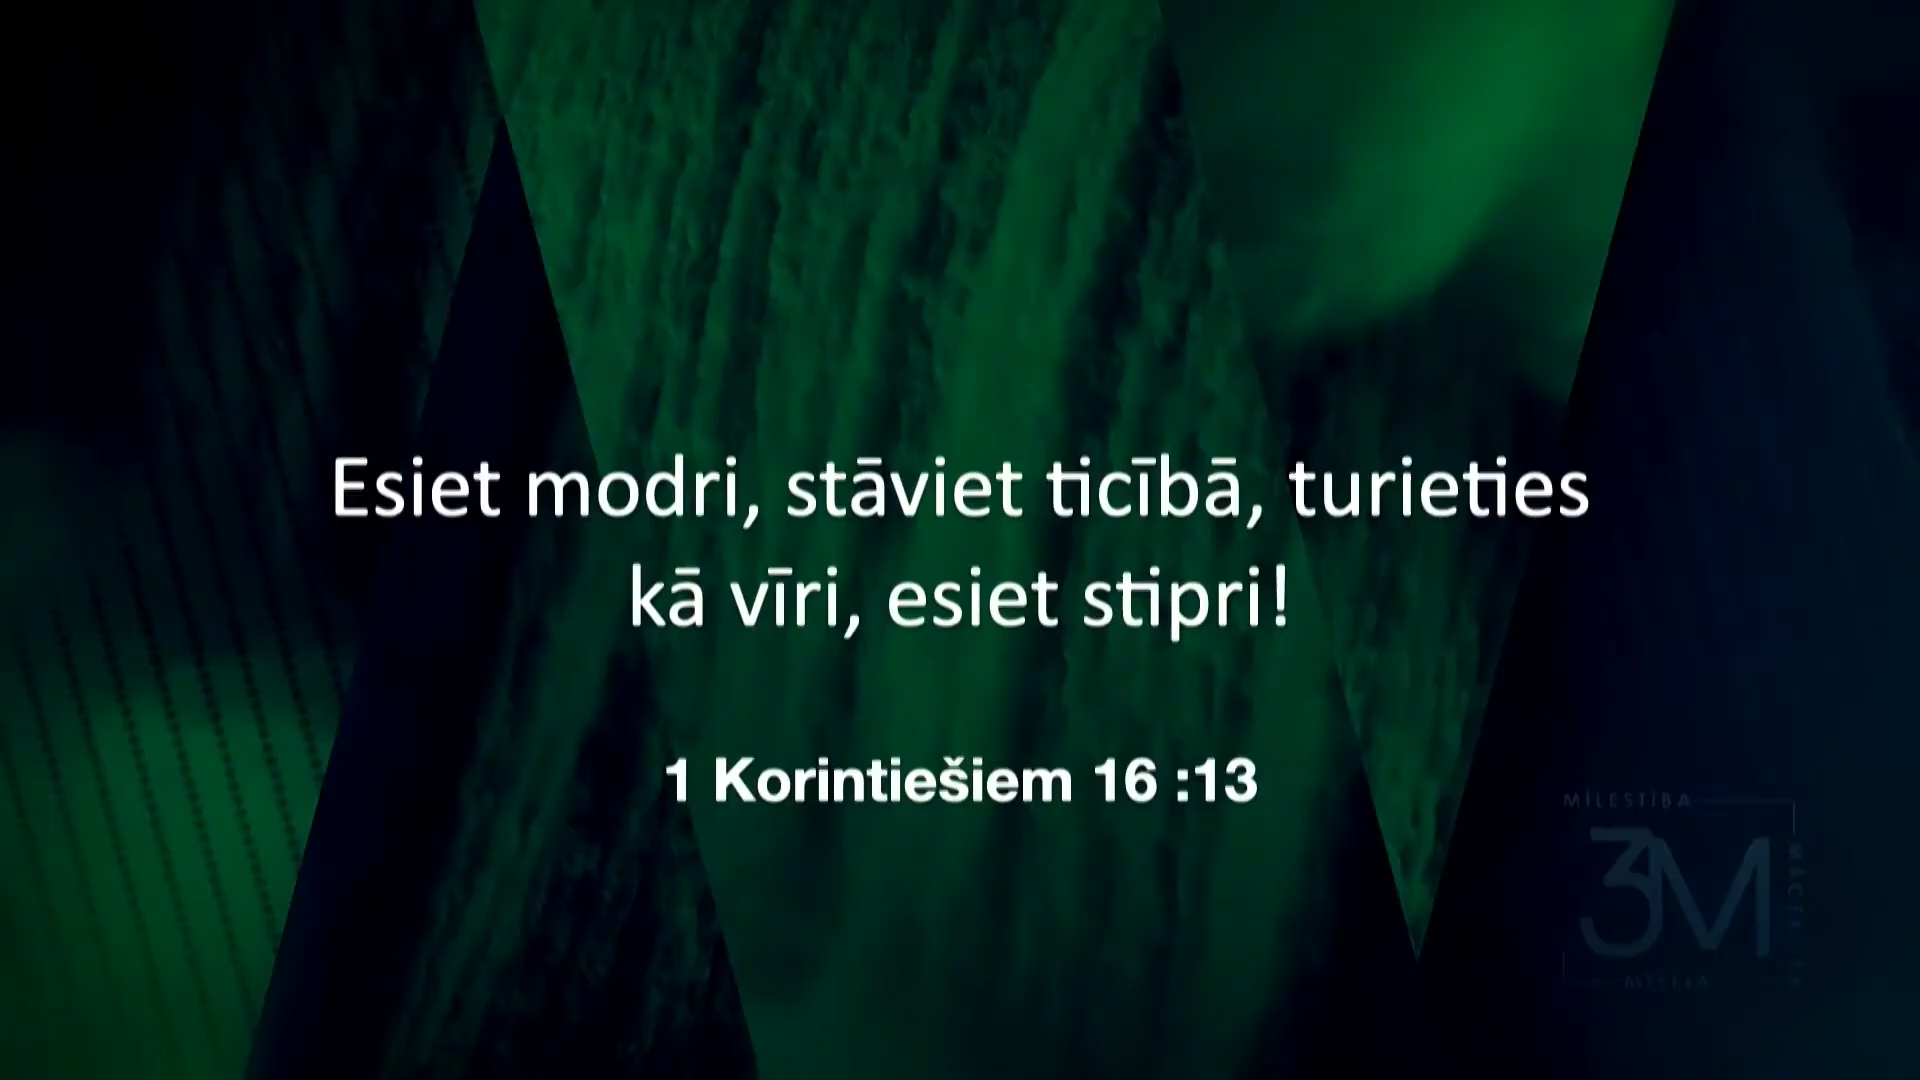 Esiet modri, stāviet ticībā, turieties
kā vīri, esiet stipri!
1 Korintiešiem 16 :13
MĪLESTĪBA
3M